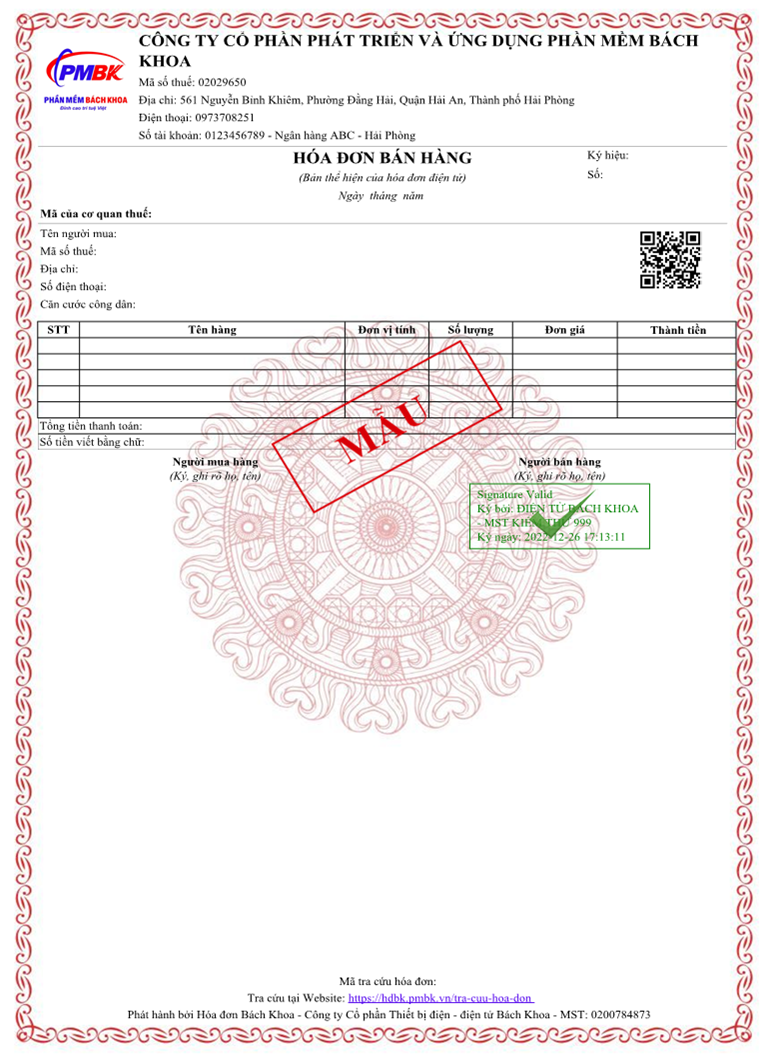 CÔNG TY CỔ PHẦN PHÁT TRIỂN VÀ ỨNG DỤNG PHẦN MỀM BÁCH
KHOA
PMBK
PHẦN MỀM BÁCH KHOA
Đỉnh cao trí tuệ Việt
Mã số thuế: 02029650
Địa chỉ: 561 Nguyễn Bỉnh Khiêm, Phường Đằng Hải, Quận Hải An, Thành phố Hải Phòng
Điện thoại: 0973708251
Số tài khoản: 0123456789 - Ngân hàng ABC - Hải Phòng
HÓA ĐƠN BÁN HÀNG
Ký hiệu:
(Bản thể hiện của hóa đơn điện tử)
Số:
Ngày tháng năm
Mã của cơ quan thuế:
Tên người mua:
Mã số thuế:
Địa chỉ:
Số điện thoại:
Căn cước công dân:
STT Tên hàng Đơn vị tính Số lượng Đơn giá Thành tiền
MẪU
Tổng tiền thanh toán:
Số tiền viết bằng chữ:
Người mua hàng Người bán hàng
(Ký, ghi rõ họ, tên) (Ký, ghi rõ họ, tên)
Signature Valid
Ký bởi: ĐIỆN TỬ BÁCH KHOA
- MST KIỂM THỬ 999
Ký ngày: 2022-12-26 17:13:11
Mã tra cứu hóa đơn:
Tra cứu tại Website: https://hdbk.pmbk.vn/tra-cuu-hoa-don
Phát hành bởi Hóa đơn Bách Khoa - Công ty Cổ phần Thiết bị điện - điện tử Bách Khoa - MST: 0200784873